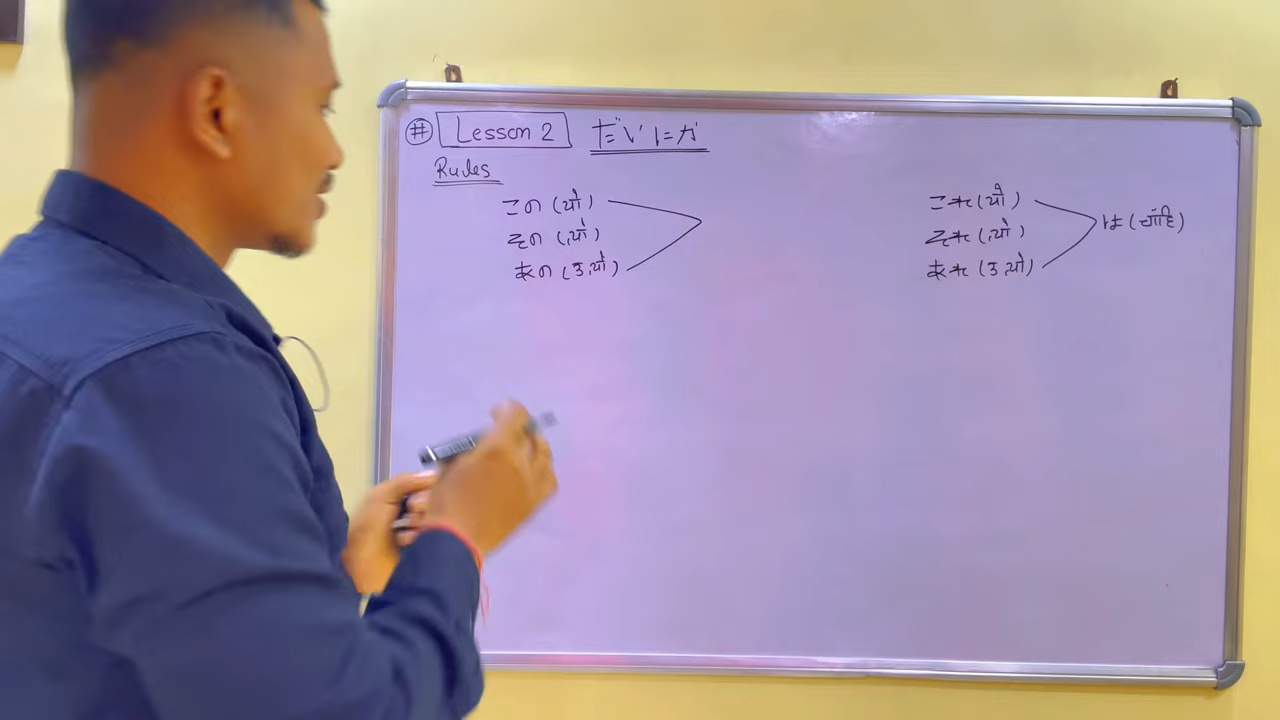 # Lesson 2 だい 1=か
Rules
この (यो)
その (त्यो)
あの (ऊ त्यो)
これ (यो)
それ (त्यो)
あれ (ऊ त्यो)
は (चाँहि)